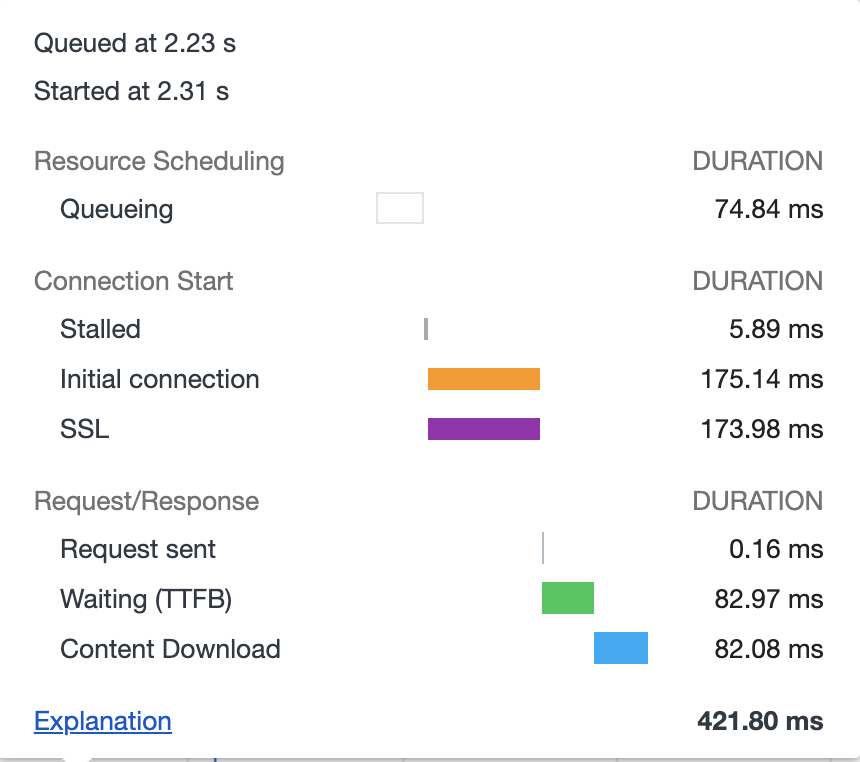 Queued at 2.23 s
Started at 2.31 s
Resource Scheduling DURATION
Queueing 74.84 ms
Connection Start DURATION
Stalled 5.89 ms
Initial connection 175.14 ms
SSL 173.98 ms
Request/Response DURATION
Request sent 0.16 ms
Waiting (TTFB) 82.97 ms
Content Download 82.08 ms
Explanation 421.80 ms